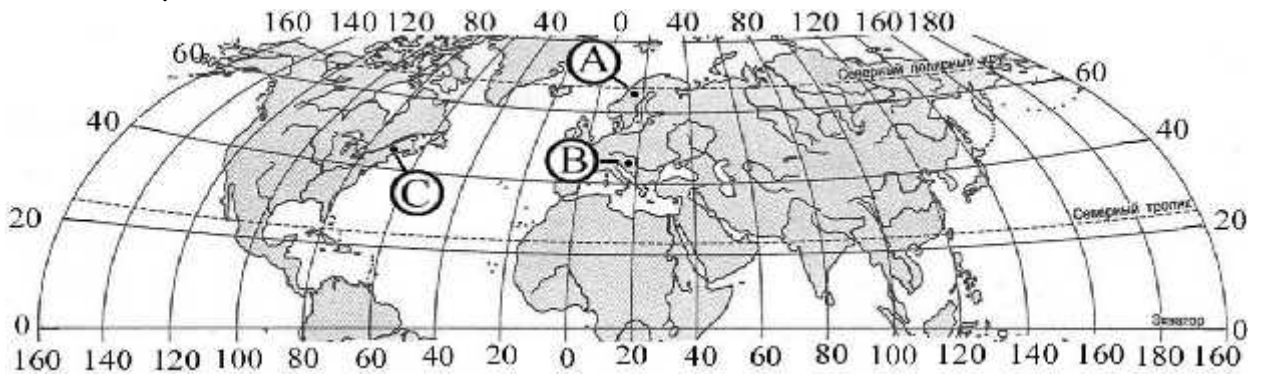 160 140 120 80 40 0 40 80 120 160 180
60 Северный полярный кру 60
A
40 40
B
C
20 Северный тропик 20
0 Экватор 0
160 140 120 100 80 60 40 20 0 20 40 60 80 100 120 140 160 180 160